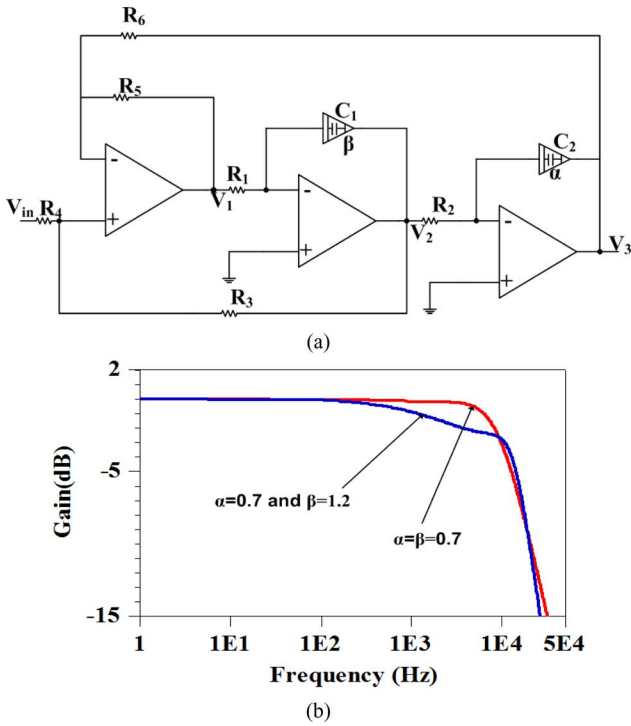 R6
R5
C1
β
C2
α
R1
R2
Vin R4
V1
V2
V3
R3
- + - + - +
(a)
2
-5
-15
Gain(dB)
α=0.7 and β=1.2
α=β=0.7
1 1E1 1E2 1E3 1E4 5E4
Frequency (Hz)
(b)